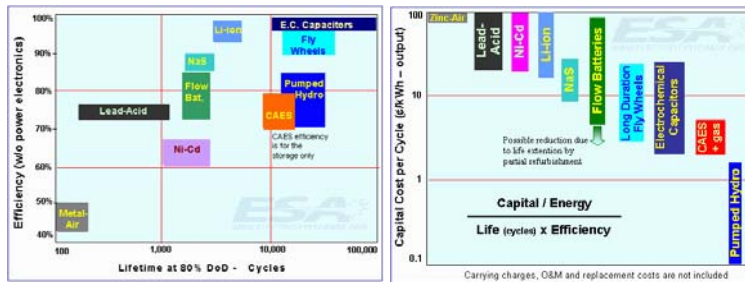 Efficiency (w/o power electronics)
100%
90%
80%
70%
60%
50%
40%
Li-ion
E.C. Capacitors
Fly
Wheels
NaS
Flow
Bat.
Pumped
Hydro
Lead-Acid
CAES
CAES efficiency
is for the
storage only
Ni-Cd
Metal-
Air
ESA
100
1,000
10,000
100,000
Lifetime at 80% DoD - Cycles
Capital Cost per Cycle (¢/kWh – output)
100
10
1
0.1
Zinc-Air
Lead-
Acid
Ni-Cd
Li-ion
NaS
Flow Batteries
Long Duration
Fly Wheels
Electrochemical
Capacitors
CAES
+ gas
Pumped Hydro
Possible reduction due
to life extention by
partial refurbishment
ESA
Capital / Energy
Life (cycles) x Efficiency
Carrying charges, O&M and replacement costs are not included